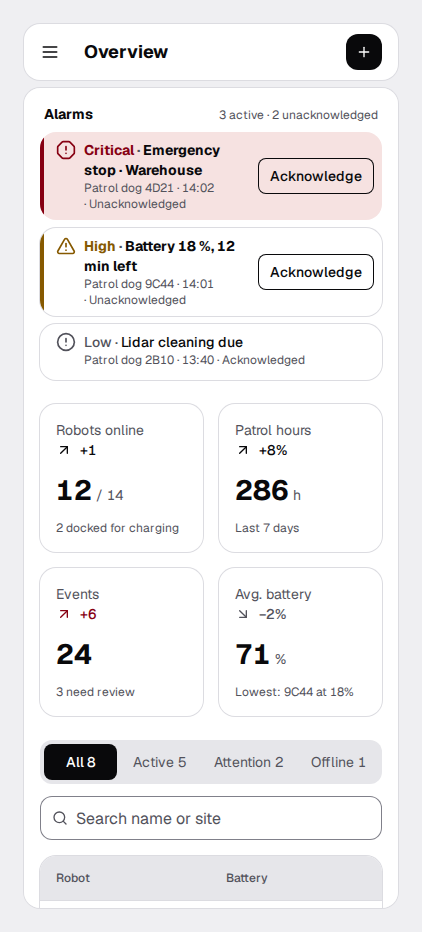 Overview
Alarms
3 active · 2 unacknowledged
Critical · Emergency
stop · Warehouse
Patrol dog 4D21 · 14:02
· Unacknowledged
Acknowledge
High · Battery 18 %, 12
min left
Patrol dog 9C44 · 14:01
· Unacknowledged
Acknowledge
Low · Lidar cleaning due
Patrol dog 2B10 · 13:40 · Acknowledged
Robots online
+1
12 / 14
2 docked for charging
Patrol hours
+8%
286 h
Last 7 days
Events
+6
24
3 need review
Avg. battery
−2%
71 %
Lowest: 9C44 at 18%
All 8
Active 5
Attention 2
Offline 1
Search name or site
Robot
Battery